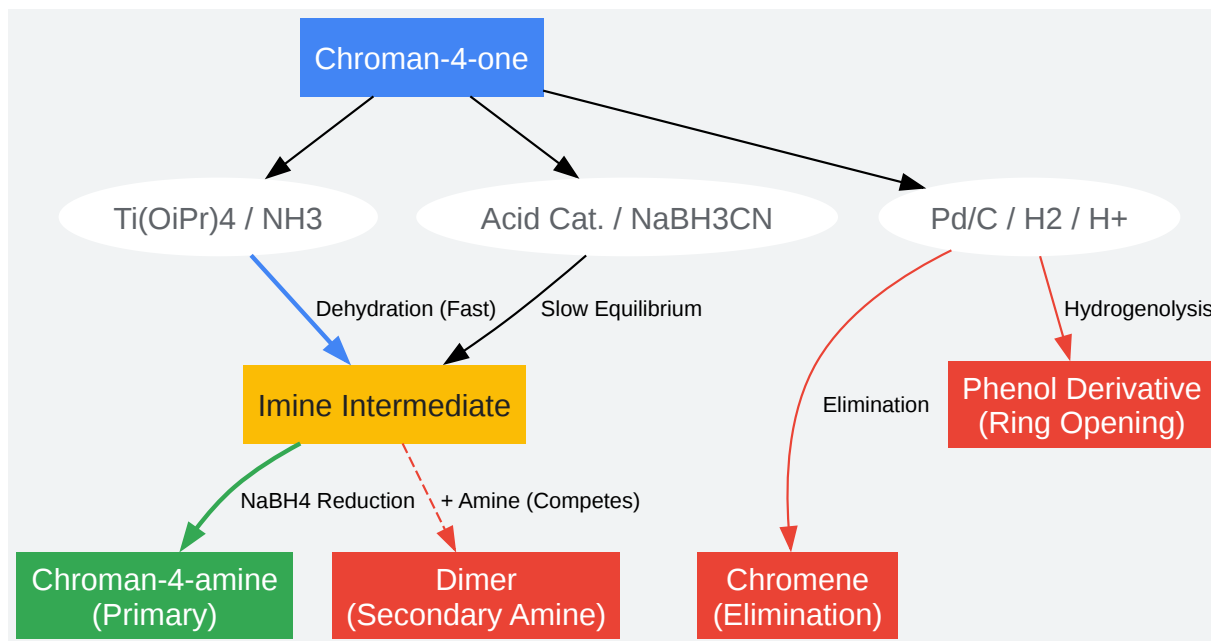 Chroman-4-one
Ti(OiPr)4 / NH3
Acid Cat. / NaBH3CN
Pd/C / H2 / H+
Dehydration (Fast)
Slow Equilibrium
Hydrogenolysis
Imine Intermediate
Elimination
Phenol Derivative
(Ring Opening)
NaBH4 Reduction
+ Amine (Competes)
Chroman-4-amine
(Primary)
Dimer
(Secondary Amine)
Chromene
(Elimination)